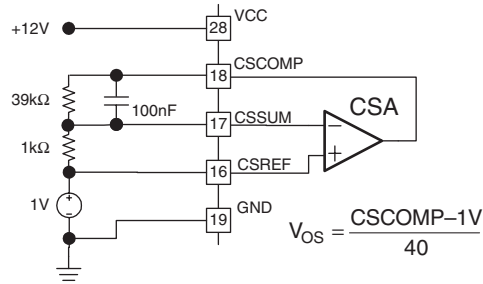 +12V
28
VCC
18
CSCOMP
39kΩ
100nF
CSA
17
CSSUM
1kΩ
16
CSREF
1V
19
GND
V_OS = CSCOMP–1V / 40